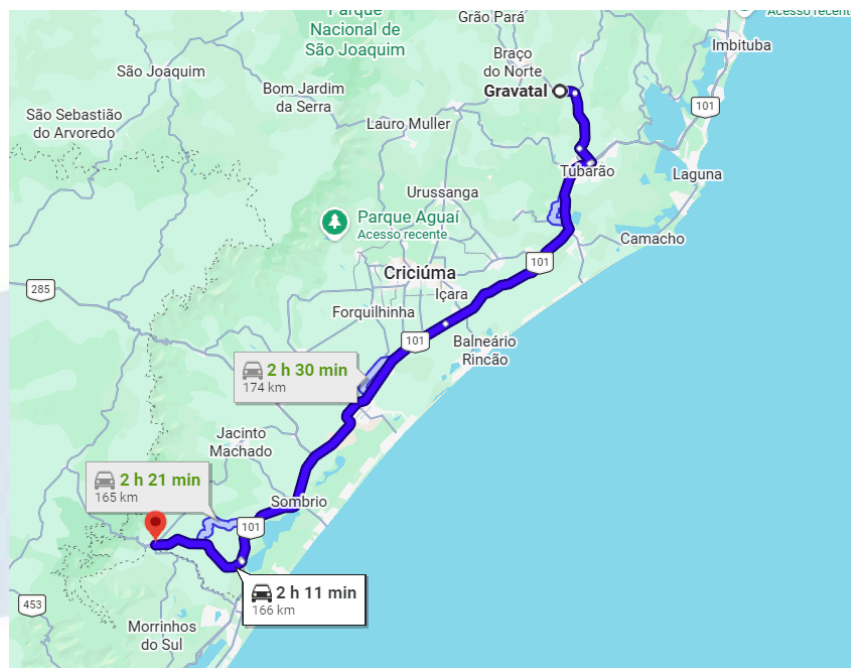 Parque
Nacional de
São Joaquim
Grão Pará
Acesso recente
Imbituba
São Joaquim
Braço
do Norte
Bom Jardim
da Serra
Gravatal
101
São Sebastião
do Arvoredo
Lauro Muller
Tubarão
Laguna
Urussanga
Parque Aguaí
Acesso recente
Camacho
101
Criciúma
285
Içara
Forquilhinha
101
Balneário
Rincão
2 h 30 min
174 km
Jacinto
Machado
2 h 21 min
165 km
Sombrio
101
2 h 11 min
166 km
453
Morrinhos
do Sul